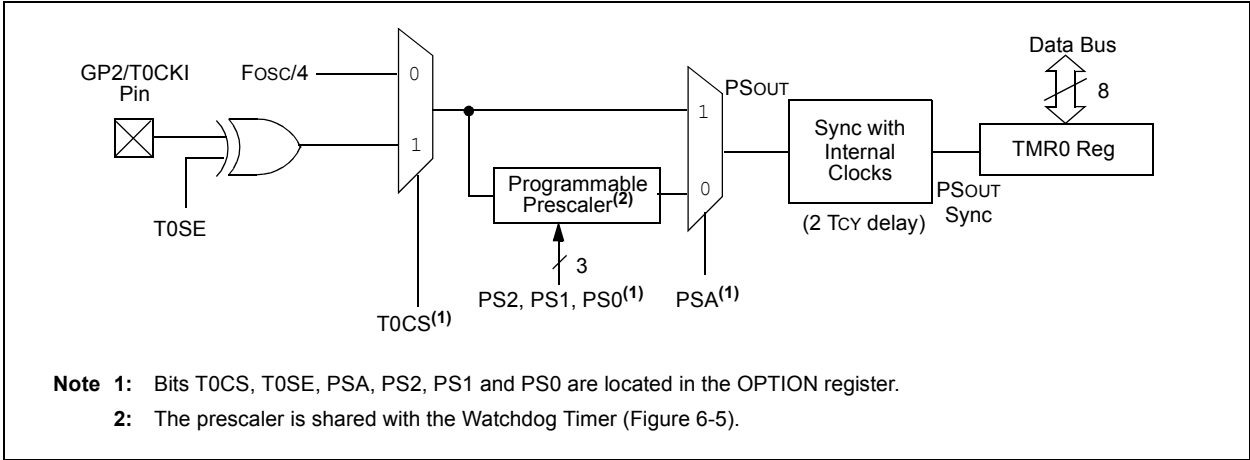 GP2/T0CKI
Pin
FOSC/4
0
1
T0SE
T0CS(1)
Programmable
Prescaler(2)
3
PS2, PS1, PS0(1)
1
0
PSA(1)
PSOUT
Sync with
Internal
Clocks
(2 TCY delay)
PSOUT
Sync
Data Bus
8
TMR0 Reg
Note 1: Bits T0CS, T0SE, PSA, PS2, PS1 and PS0 are located in the OPTION register.
2: The prescaler is shared with the Watchdog Timer (Figure 6-5).